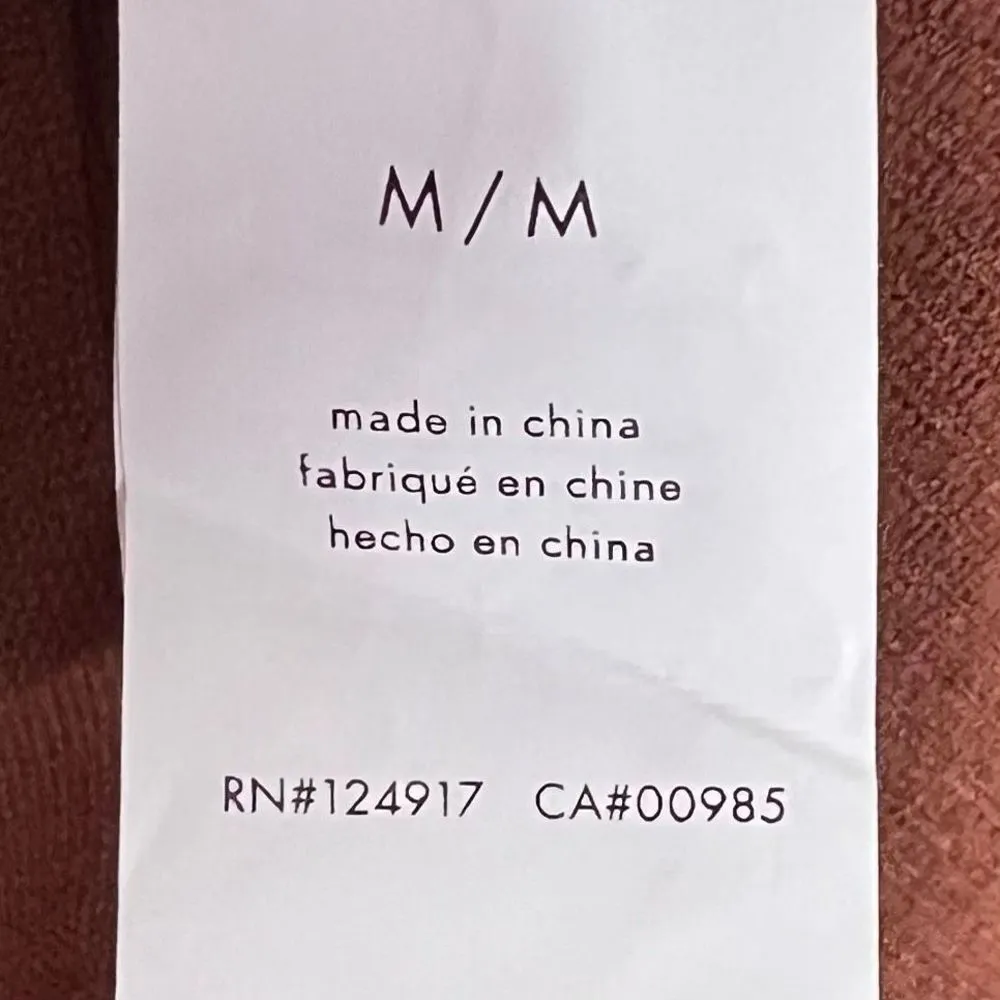 M / M
made in china
fabriqué en chine
hecho en china
RN#124917 CA#00985